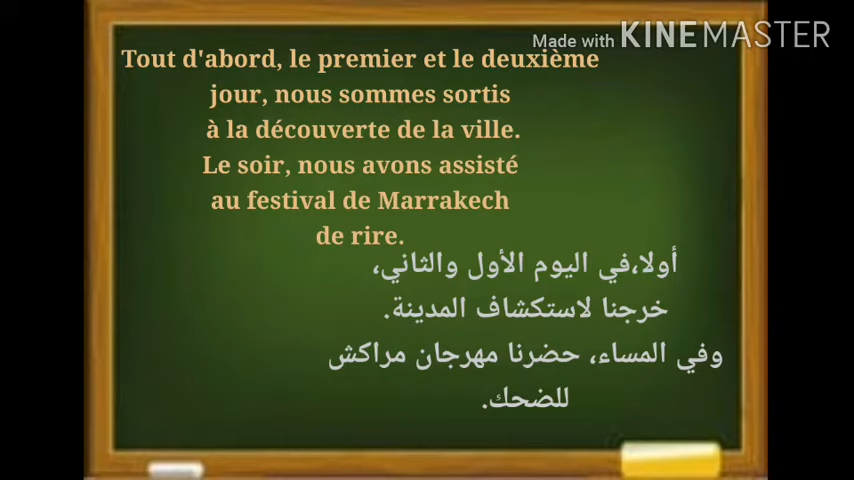 Made with KINEMASTER
Tout d'abord, le premier et le deuxième
jour, nous sommes sortis
à la découverte de la ville.
Le soir, nous avons assisté
au festival de Marrakech
de rire.
أولا،في اليوم الأول والثاني،
خرجنا لاستكشاف المدينة.
وفي المساء، حضرنا مهرجان مراكش
للضحك.